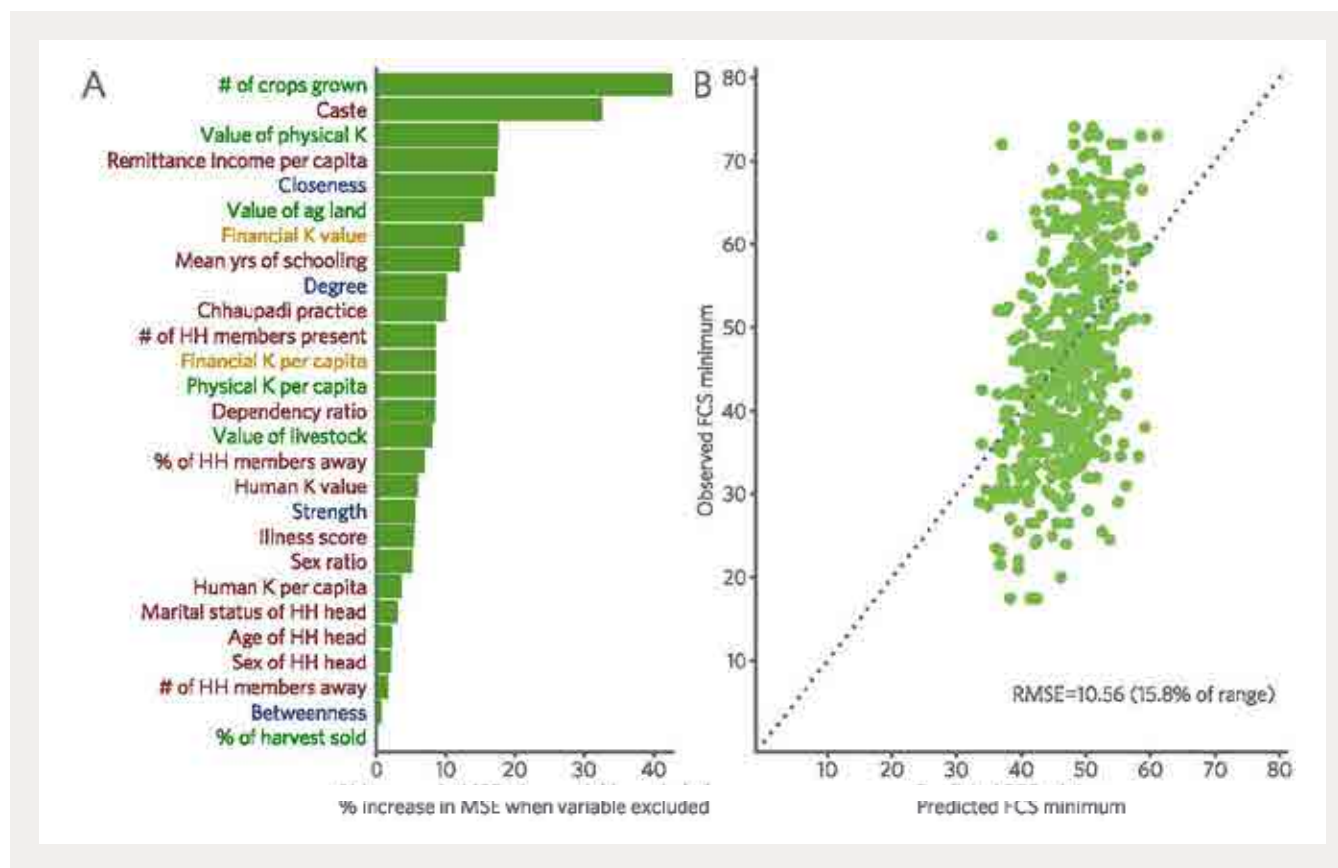 A
# of crops grown
Caste
Value of physical K
Remittance Income per capita
Closeness
Value of ag land
Financial K value
Mean yrs of schooling
Degree
Chhaupadi practice
# of HH members present
Financial K per capita
Physical K per capita
Dependency ratio
Value of livestock
% of HH members away
Human K value
Strength
Illness score
Sex ratio
Human K per capita
Marital status of HH head
Age of HH head
Sex of HH head
# of HH members away
Betweenness
% of harvest sold
0 10 20 30 40
% increase in MSE when variable excluded
B
80
70
60
50
40
30
20
10
Observed FCS minimum
RMSE=10.56 (15.8% of range)
10 20 30 40 50 60 70 80
Predicted FCS minimum